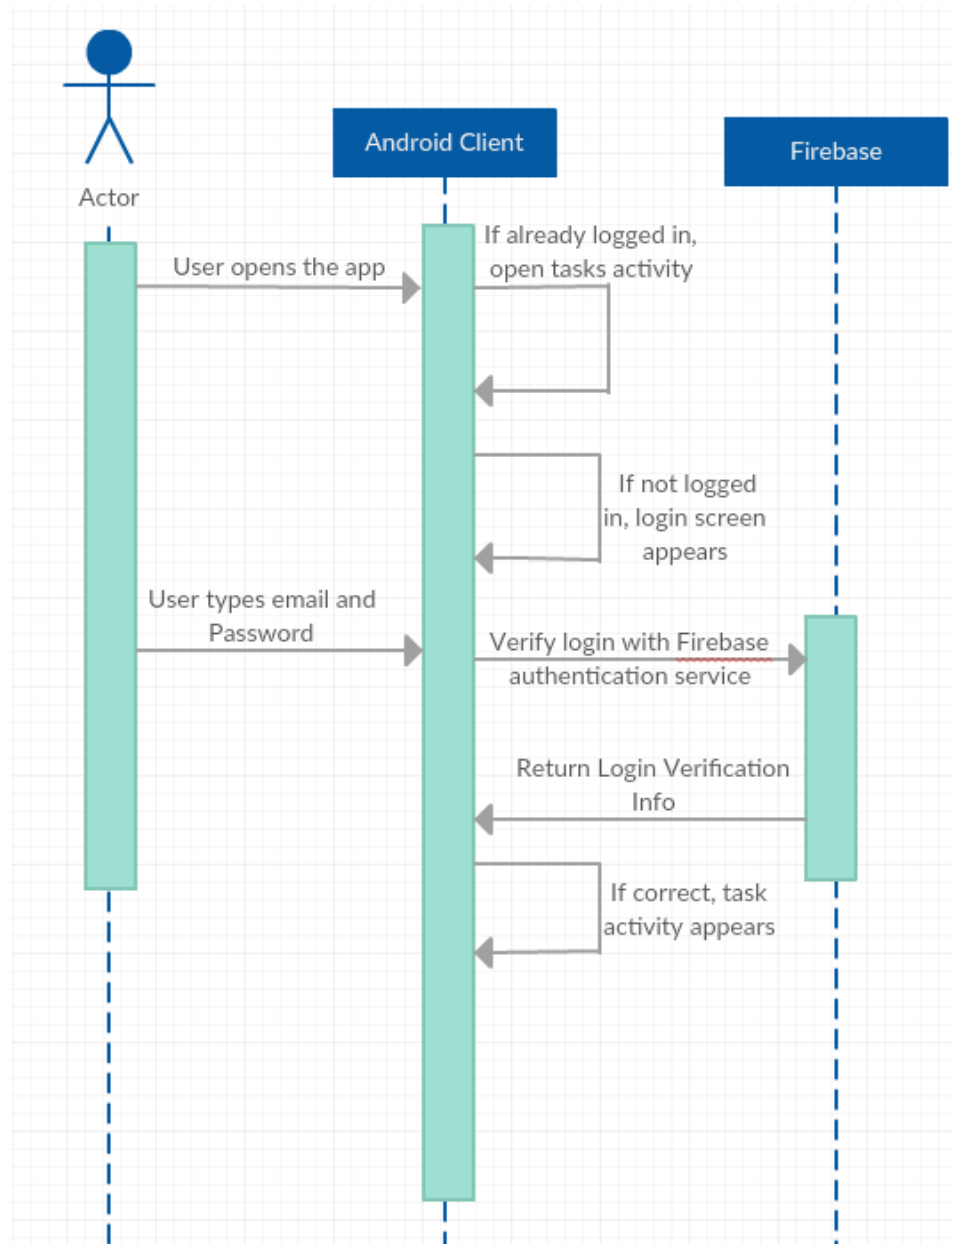 Actor
Android Client
Firebase
User opens the app
If already logged in,
open tasks activity
If not logged
in, login screen
appears
User types email and
Password
Verify login with Firebase
authentication service
Return Login Verification
Info
If correct, task
activity appears